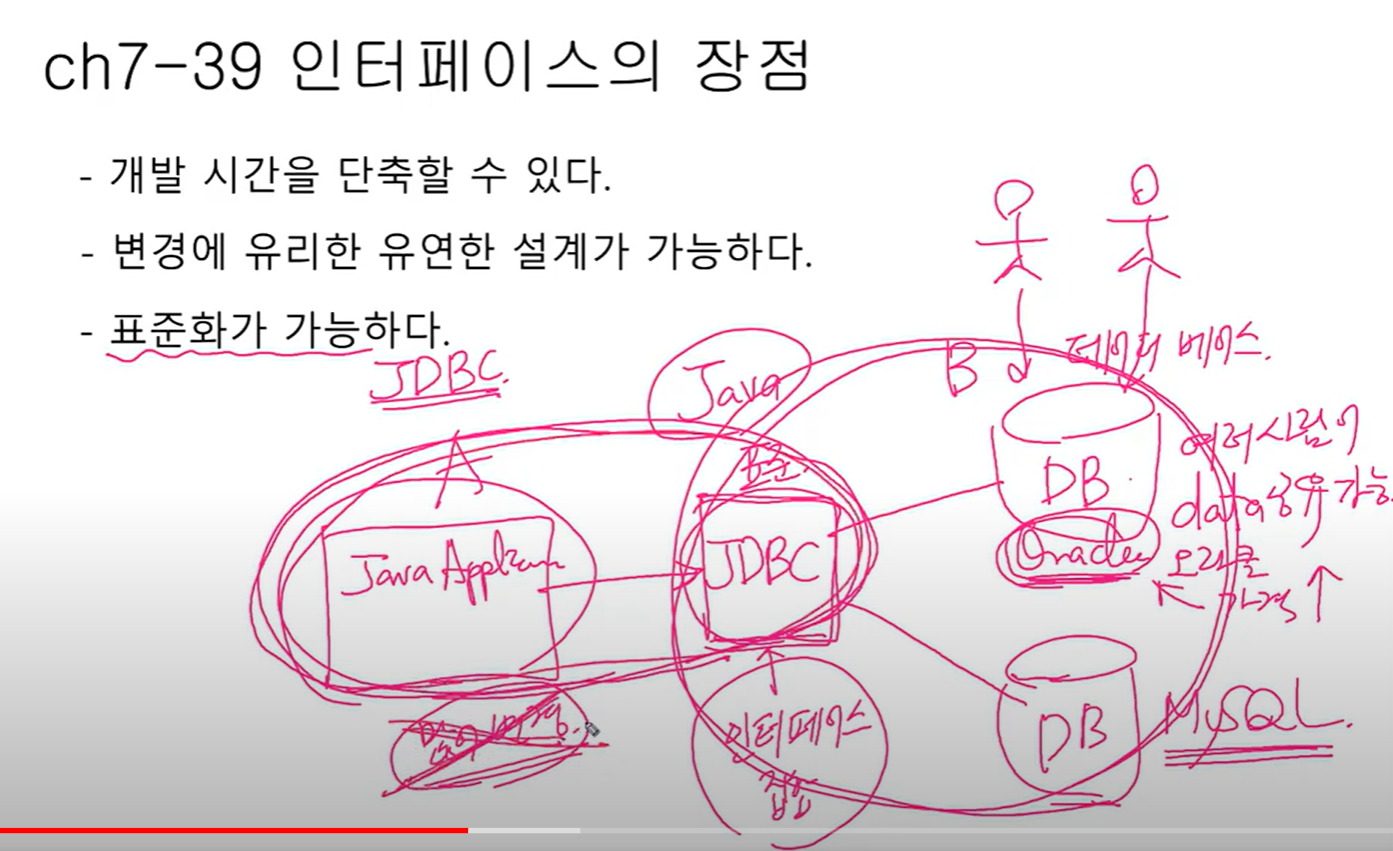 ch7-39 인터페이스의 장점
- 개발 시간을 단축할 수 있다.
- 변경에 유리한 유연한 설계가 가능하다.
- 표준화가 가능하다.
JDBC.
Java
B
데이터 베이스.
A
표준.
여러사람이
data공유가능
DB
Oracle
오라클
가격 ↑
Java
JDBC
인터페이스
집합
DB
MySQL.